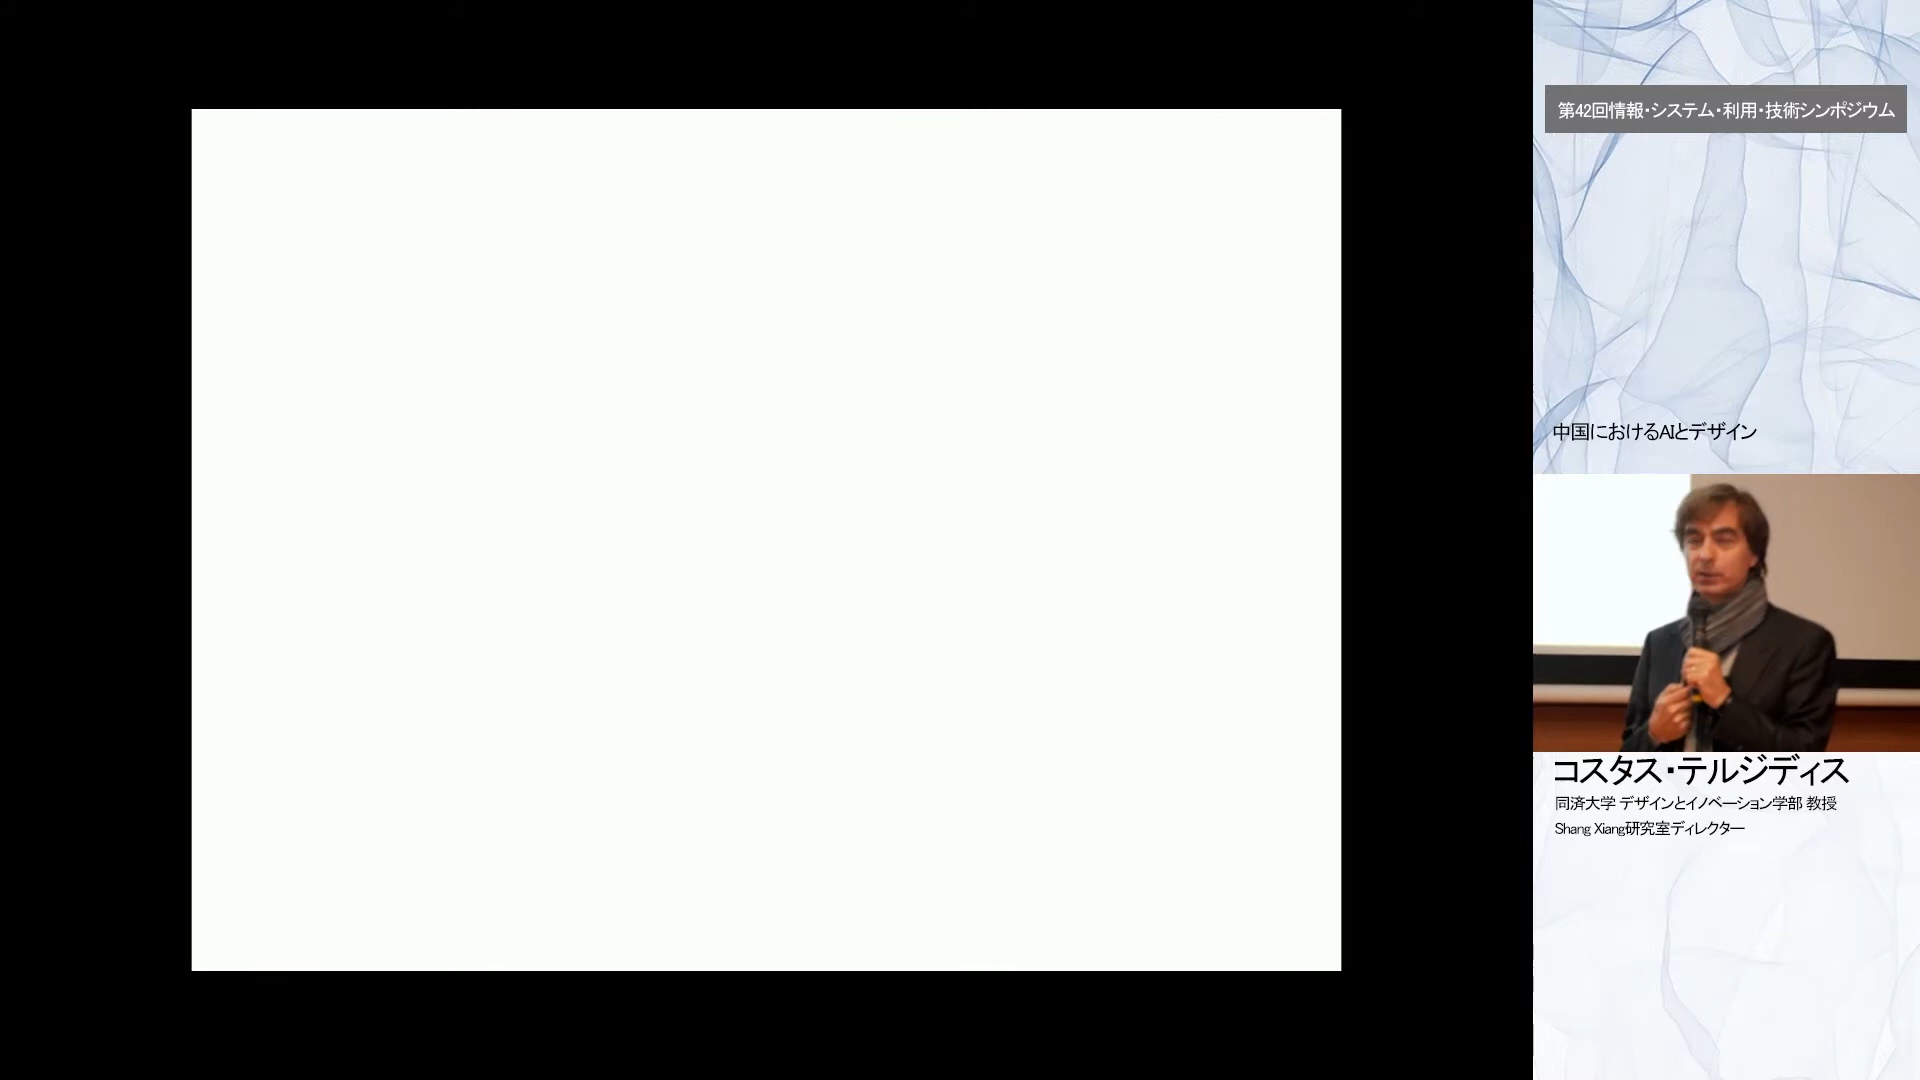 第42回情報・システム・利用・技術シンポジウム
中国におけるAIとデザイン
コスタス・テルジディス
同済大学 デザインとイノベーション学部 教授
Shang Xiang研究室ディレクター